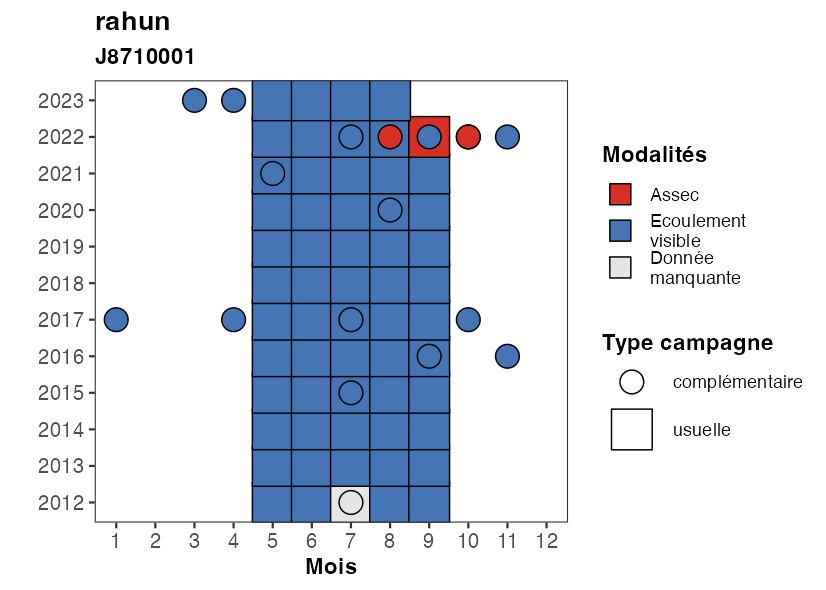 rahun
J8710001
2023
2022
2021
2020
2019
2018
2017
2016
2015
2014
2013
2012
1 2 3 4 5 6 7 8 9 10 11 12
Mois
Modalités
Assec
Ecoulement
visible
Donnée
manquante
Type campagne
complémentaire
usuelle